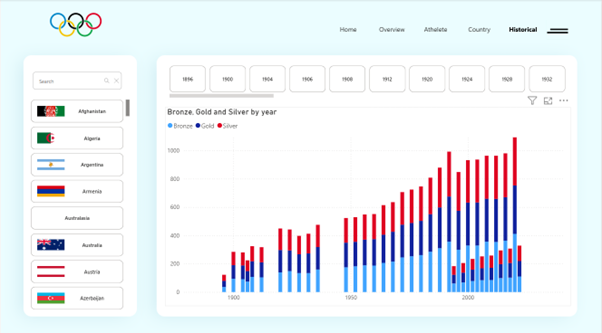 Home Overview Athelete Country Historical
Search
Afghanistan
Algeria
Argentina
Armenia
Australasia
Australia
Austria
Azerbaijan
1896 1900 1904 1906 1908 1912 1920 1924 1928 1932
Bronze, Gold and Silver by year
Bronze Gold Silver
1000
800
600
400
200
0
1900 1950 2000